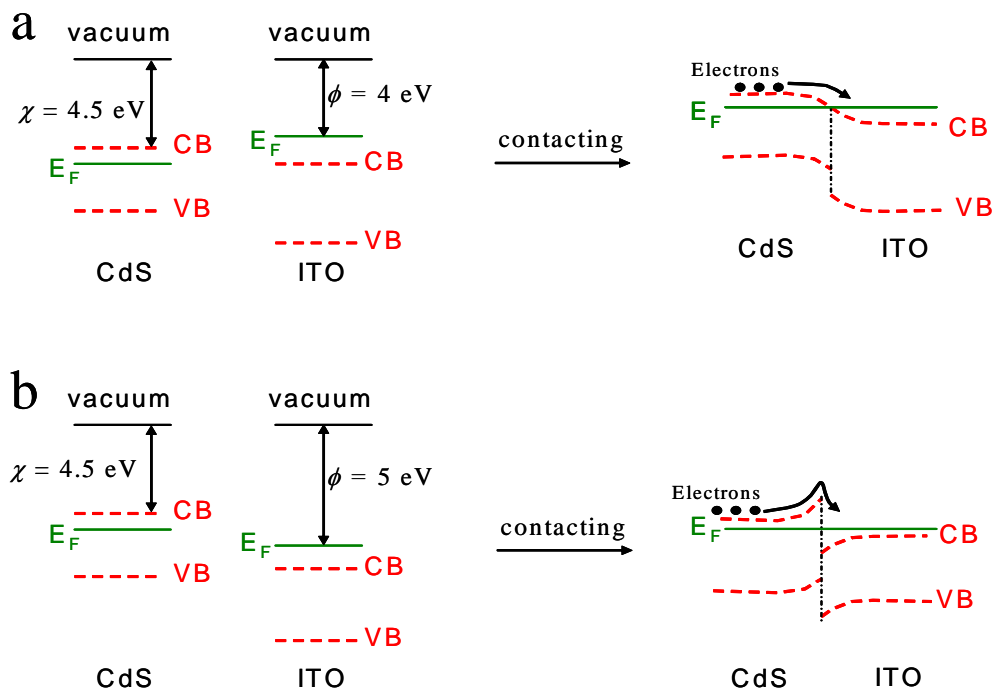 a
vacuum
vacuum
Electrons
χ = 4.5 eV
ϕ = 4 eV
E_F
CB
E_F
CB
contacting
E_F
CB
VB
VB
VB
CdS
ITO
CdS
ITO
b
vacuum
vacuum
χ = 4.5 eV
ϕ = 5 eV
Electrons
CB
E_F
E_F
CB
contacting
E_F
CB
VB
VB
VB
CdS
ITO
CdS
ITO